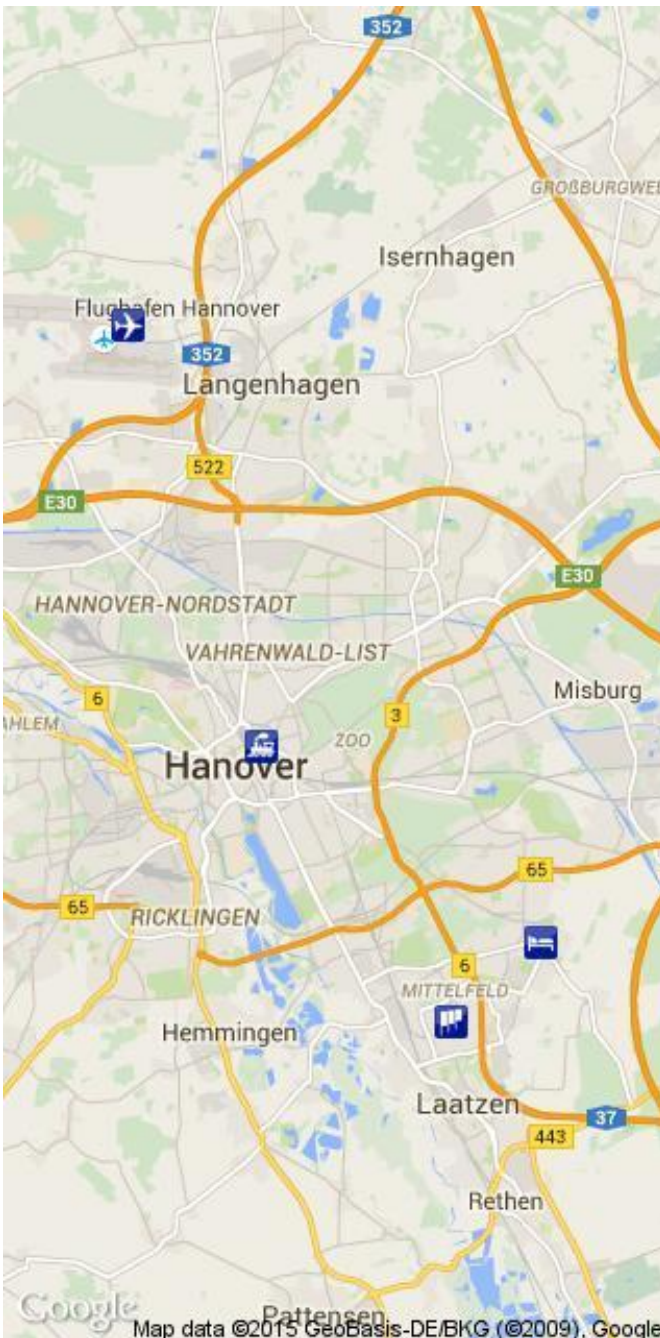 352
GROßBURGWE
Isernhagen
Flughafen Hannover
352
Langenhagen
522
E30
E30
HANNOVER-NORDSTADT
VAHRENWALD-LIST
Misburg
6
3
AHLEM
ZOO
Hanover
65
65
RICKLINGEN
6
MITTELFELD
Hemmingen
Laatzen
37
443
Rethen
Google
Pattensen
Map data ©2015 GeoBasis-DE/BKG (©2009), Google